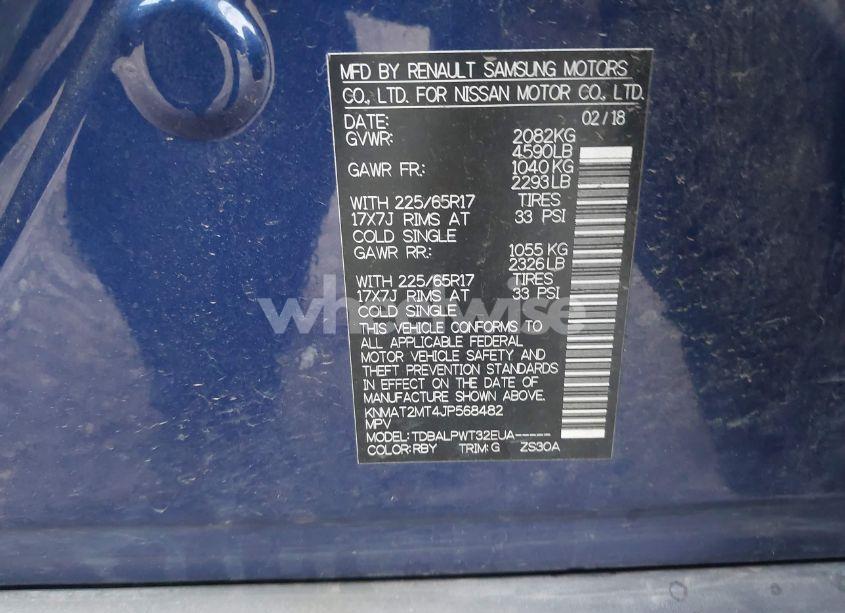 MFD BY RENAULT SAMSUNG MOTORS
CO., LTD. FOR NISSAN MOTOR CO., LTD.
DATE: 02/18
GVWR: 2082KG
4590LB
GAWR FR.: 1040KG
2293LB
WITH 225/65R17 TIRES
17X7J RIMS AT 33 PSI
COLD SINGLE
GAWR RR.: 1055 KG
2326LB
WITH 225/65R17 TIRES
17X7J RIMS AT 33 PSI
COLD SINGLE
wheelwise
THIS VEHICLE CONFORMS TO
ALL APPLICABLE FEDERAL
MOTOR VEHICLE SAFETY AND
THEFT PREVENTION STANDARDS
IN EFFECT ON THE DATE OF
MANUFACTURE SHOWN ABOVE.
KNMAT2MT4JP568482
MPV
MODEL: TDBALPWT32EUA-----
COLOR: RBY TRIM: G ZS30A